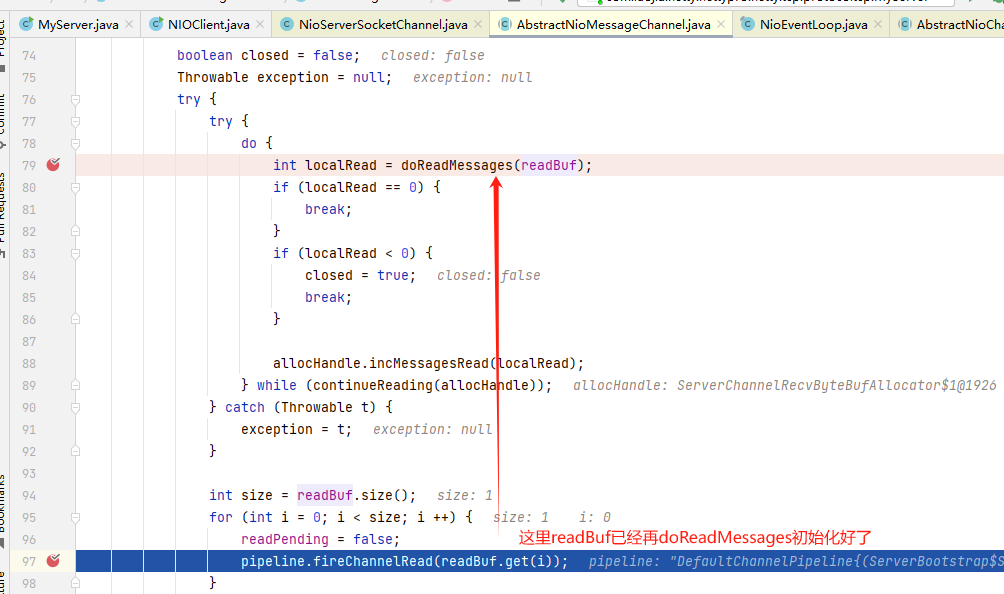 MyServer.java NIOClient.java NioServerSocketChannel.java AbstractNioMessageChannel.java NioEventLoop.java AbstractNioCha
74 boolean closed = false; closed: false
75 Throwable exception = null; exception: null
76 try {
77 try {
78 do {
79 int localRead = doReadMessages(readBuf);
80 if (localRead == 0) {
81 break;
82 }
83 if (localRead < 0) {
84 closed = true; closed: false
85 break;
86 }
87
88 allocHandle.incMessagesRead(localRead);
89 } while (continueReading(allocHandle)); allocHandle: ServerChannelRecvByteBufAllocator$1@1926
90 } catch (Throwable t) {
91 exception = t; exception: null
92 }
93
94 int size = readBuf.size(); size: 1
95 for (int i = 0; i < size; i ++) { size: 1 i: 0
96 readPending = false;
这里readBuf已经再doReadMessages初始化好了
97 pipeline.fireChannelRead(readBuf.get(i)); pipeline: "DefaultChannelPipeline{(ServerBootstrap$S
98 }
Project
Commit
Pull Requests